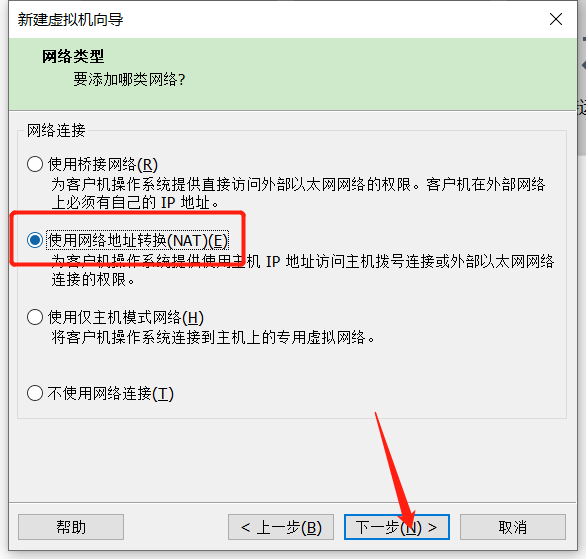 新建虚拟机向导
网络类型
要添加哪类网络?
网络连接
使用桥接网络(R)
为客户机操作系统提供直接访问外部以太网网络的权限。客户机在外部网络
上必须有自己的 IP 地址。
使用网络地址转换(NAT)(E)
为客户机操作系统提供使用主机 IP 地址访问主机拨号连接或外部以太网网络
连接的权限。
使用仅主机模式网络(H)
将客户机操作系统连接到主机上的专用虚拟网络。
不使用网络连接(T)
帮助
< 上一步(B)
下一步(N) >
取消